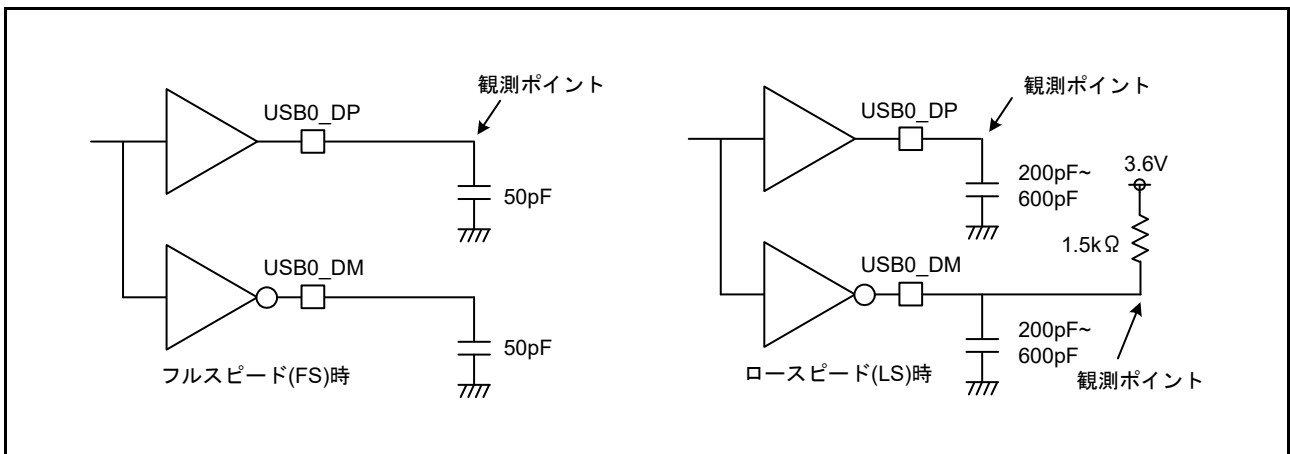 観測ポイント
USB0_DP
50pF
USB0_DM
50pF
フルスピード(FS)時
観測ポイント
USB0_DP
200pF~
600pF
3.6V
1.5kΩ
USB0_DM
200pF~
600pF
ロースピード(LS)時
観測ポイント